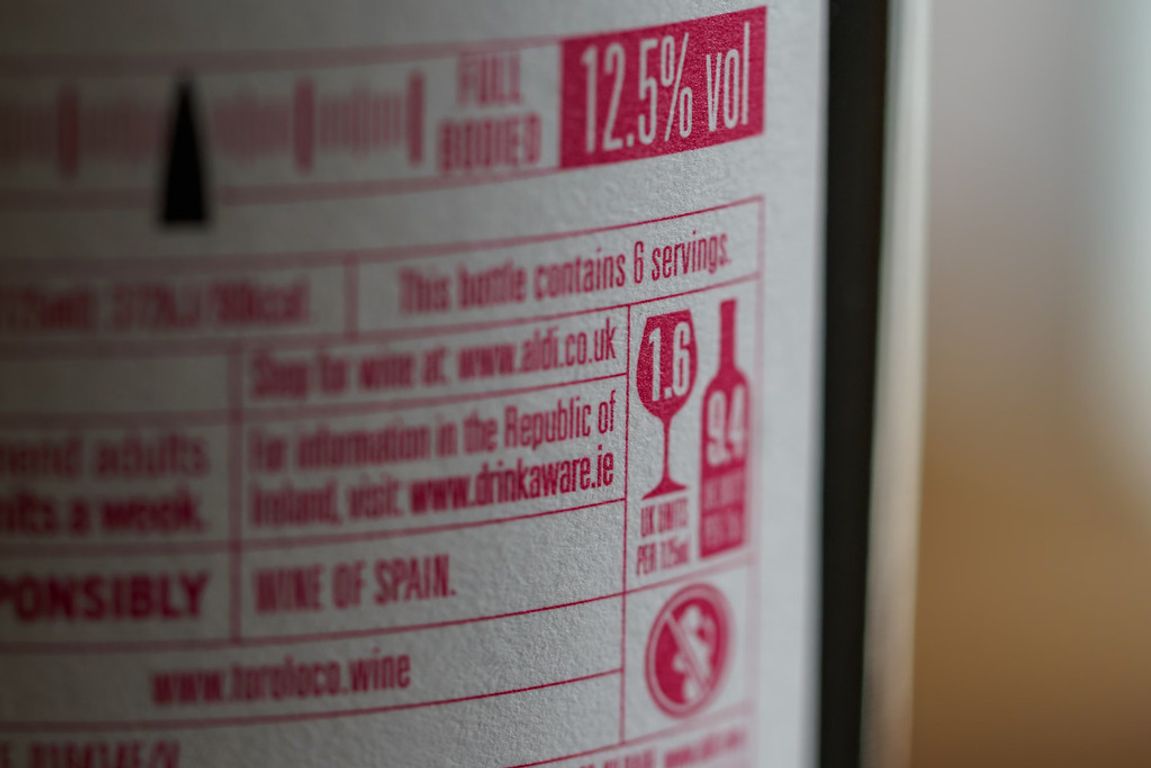 FULL
BODIED
12.5% vol
This bottle contains 6 servings.
Shop for wine at: www.aldi.co.uk
1.6
9.4
For information in the Republic of
Ireland, visit: www.drinkaware.ie
adults
a week.
UK UNITS
PER 125ml
PONSIBLY
WINE OF SPAIN.
www.toroloco.wine